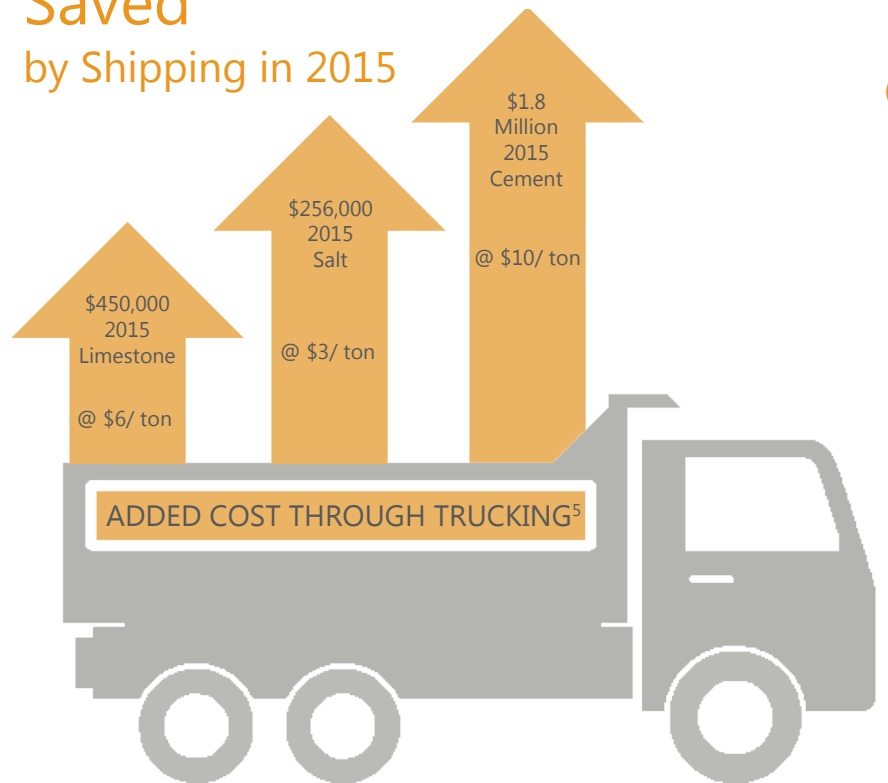 Saved
by Shipping in 2015
$1.8
Million
2015
Cement
@ $10/ ton
$256,000
2015
Salt
@ $3/ ton
$450,000
2015
Limestone
@ $6/ ton
ADDED COST THROUGH TRUCKING⁵